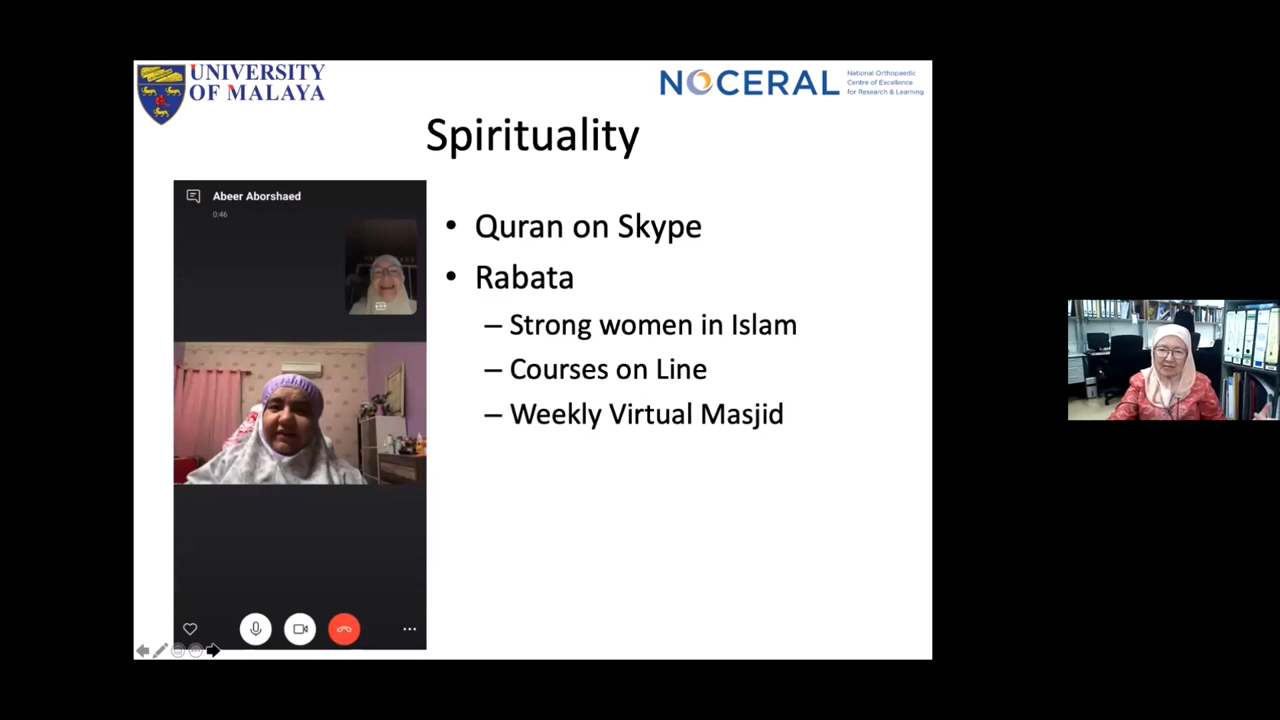 UNIVERSITY
OF MALAYA
NOCERAL
National Orthopaedic
Centre of Excellence
for Research & Learning
Spirituality
Abeer Aborshaed
0:46
• Quran on Skype
• Rabata
– Strong women in Islam
– Courses on Line
– Weekly Virtual Masjid